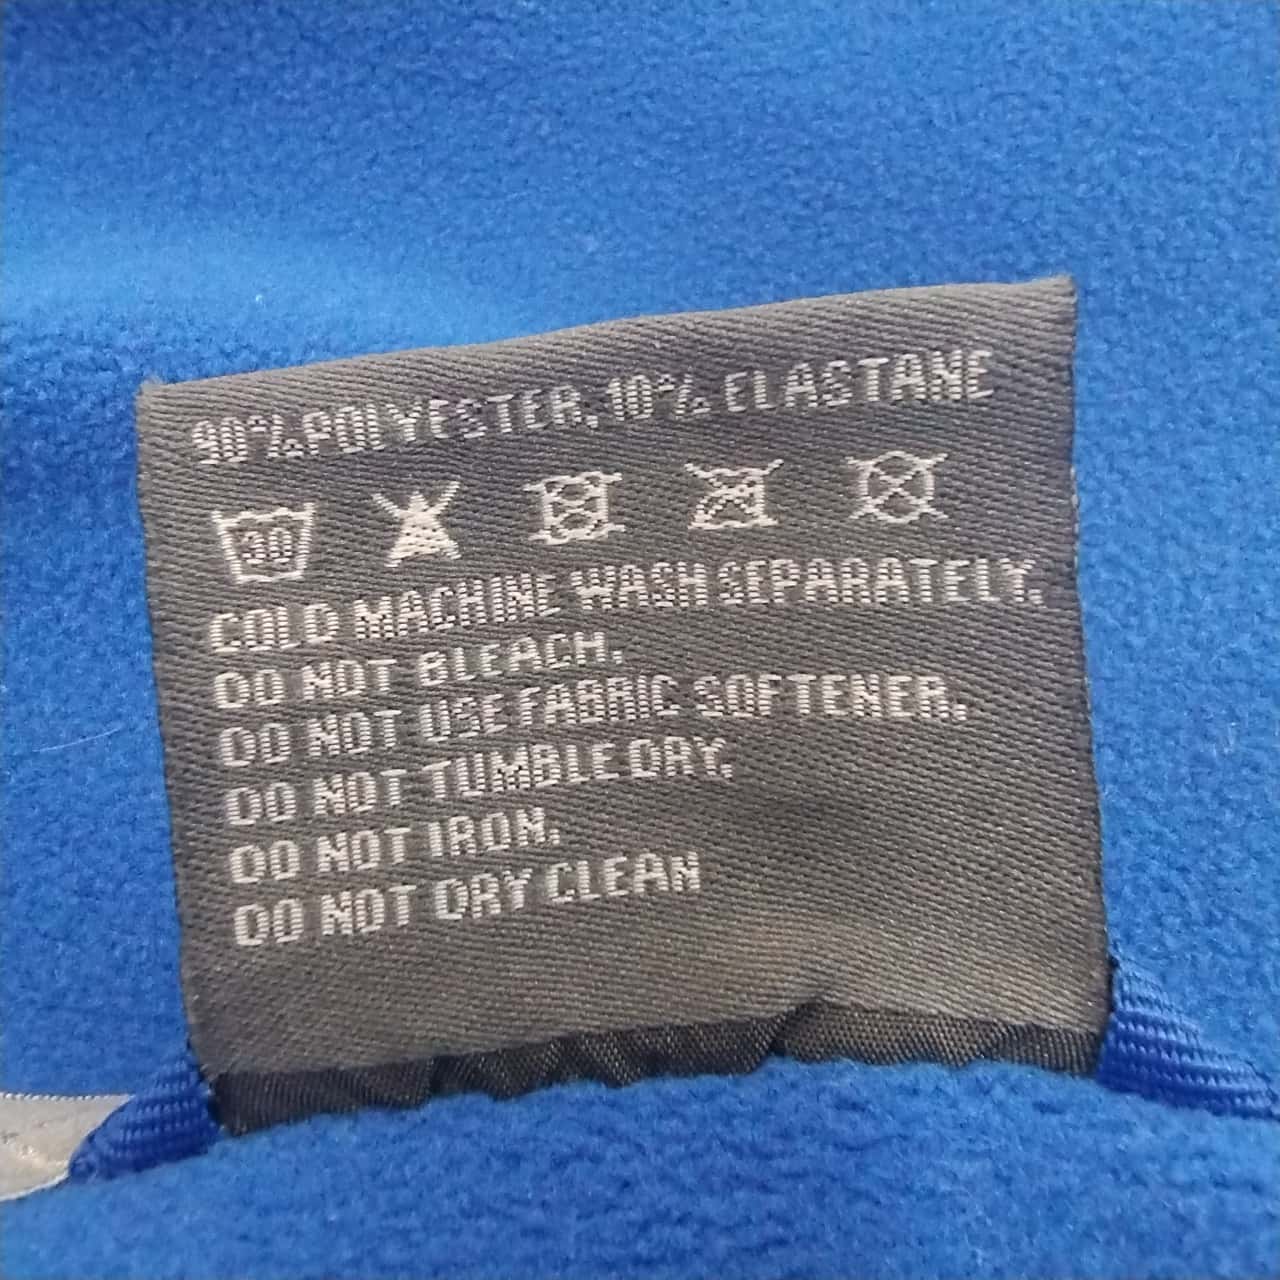 90% POLYESTER, 10% ELASTANE
30
COLD MACHINE WASH SEPARATELY.
DO NOT BLEACH.
DO NOT USE FABRIC SOFTENER.
DO NOT TUMBLE DRY.
DO NOT IRON.
DO NOT DRY CLEAN